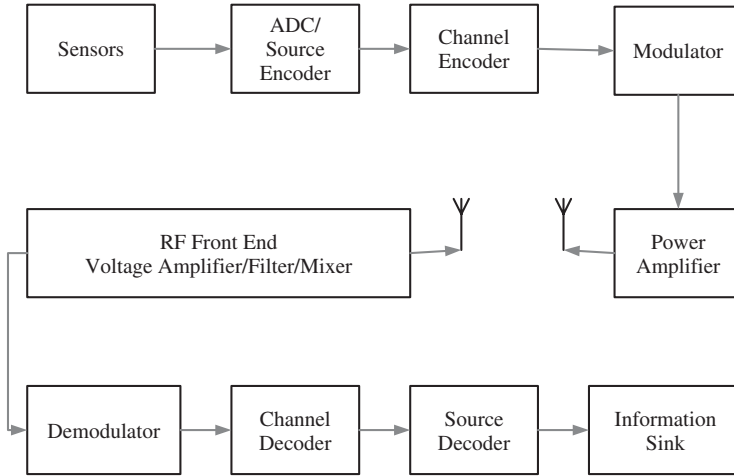 Sensors
ADC/
Source
Encoder
Channel
Encoder
Modulator
RF Front End
Voltage Amplifier/Filter/Mixer
Power
Amplifier
Demodulator
Channel
Decoder
Source
Decoder
Information
Sink